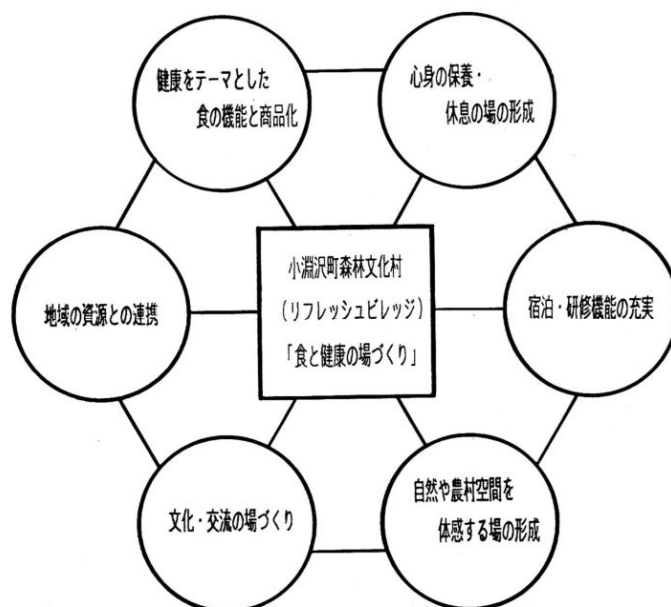 健康をテーマとした
食の機能と商品化
心身の保養・
休息の場の形成
小淵沢町森林文化村
(リフレッシュビレッジ)
「食と健康の場づくり」
地域の資源との連携
宿泊・研修機能の充実
文化・交流の場づくり
自然や農村空間を
体感する場の形成